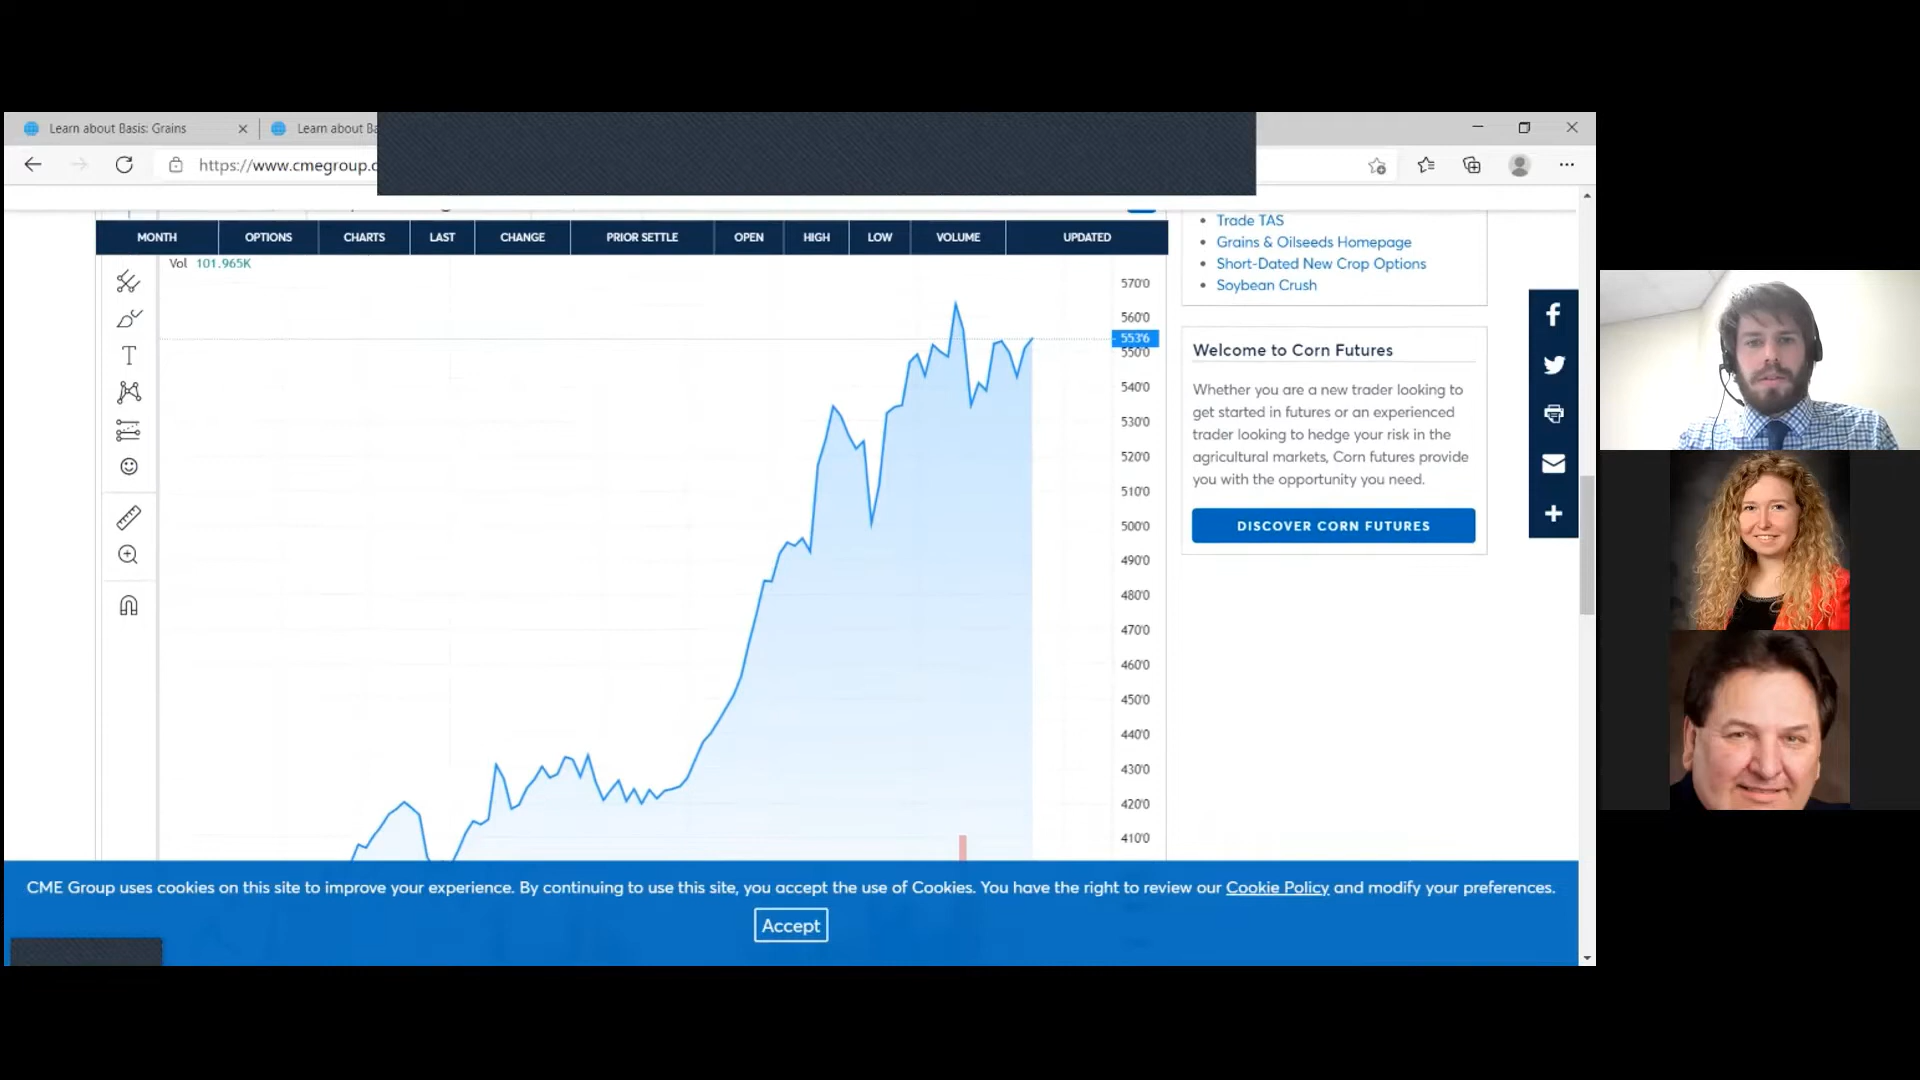 Learn about Basis: Grains
Learn about Ba
https://www.cmegroup.c
MONTH OPTIONS CHARTS LAST CHANGE PRIOR SETTLE OPEN HIGH LOW VOLUME UPDATED
Vol 101.965K
570'0
560'0
553'6
550'0
540'0
530'0
520'0
510'0
500'0
490'0
480'0
470'0
460'0
450'0
440'0
430'0
420'0
410'0
Trade TAS
Grains & Oilseeds Homepage
Short-Dated New Crop Options
Soybean Crush
Welcome to Corn Futures
Whether you are a new trader looking to
get started in futures or an experienced
trader looking to hedge your risk in the
agricultural markets, Corn futures provide
you with the opportunity you need.
DISCOVER CORN FUTURES
CME Group uses cookies on this site to improve your experience. By continuing to use this site, you accept the use of Cookies. You have the right to review our Cookie Policy and modify your preferences.
Accept